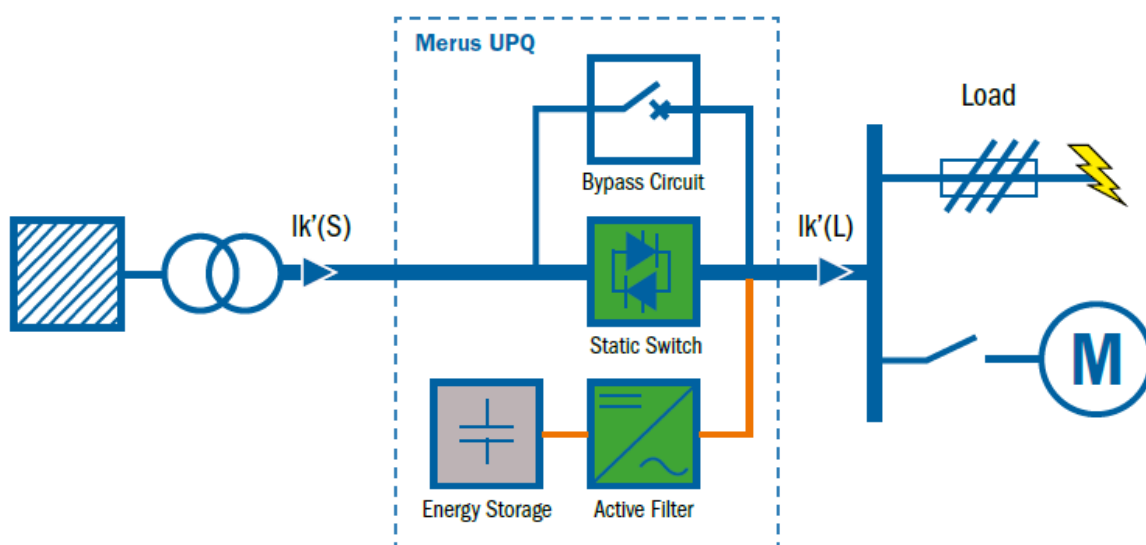 Merus UPQ
Load
Bypass Circuit
Ik'(S)
Ik'(L)
Static Switch
M
Energy Storage
Active Filter